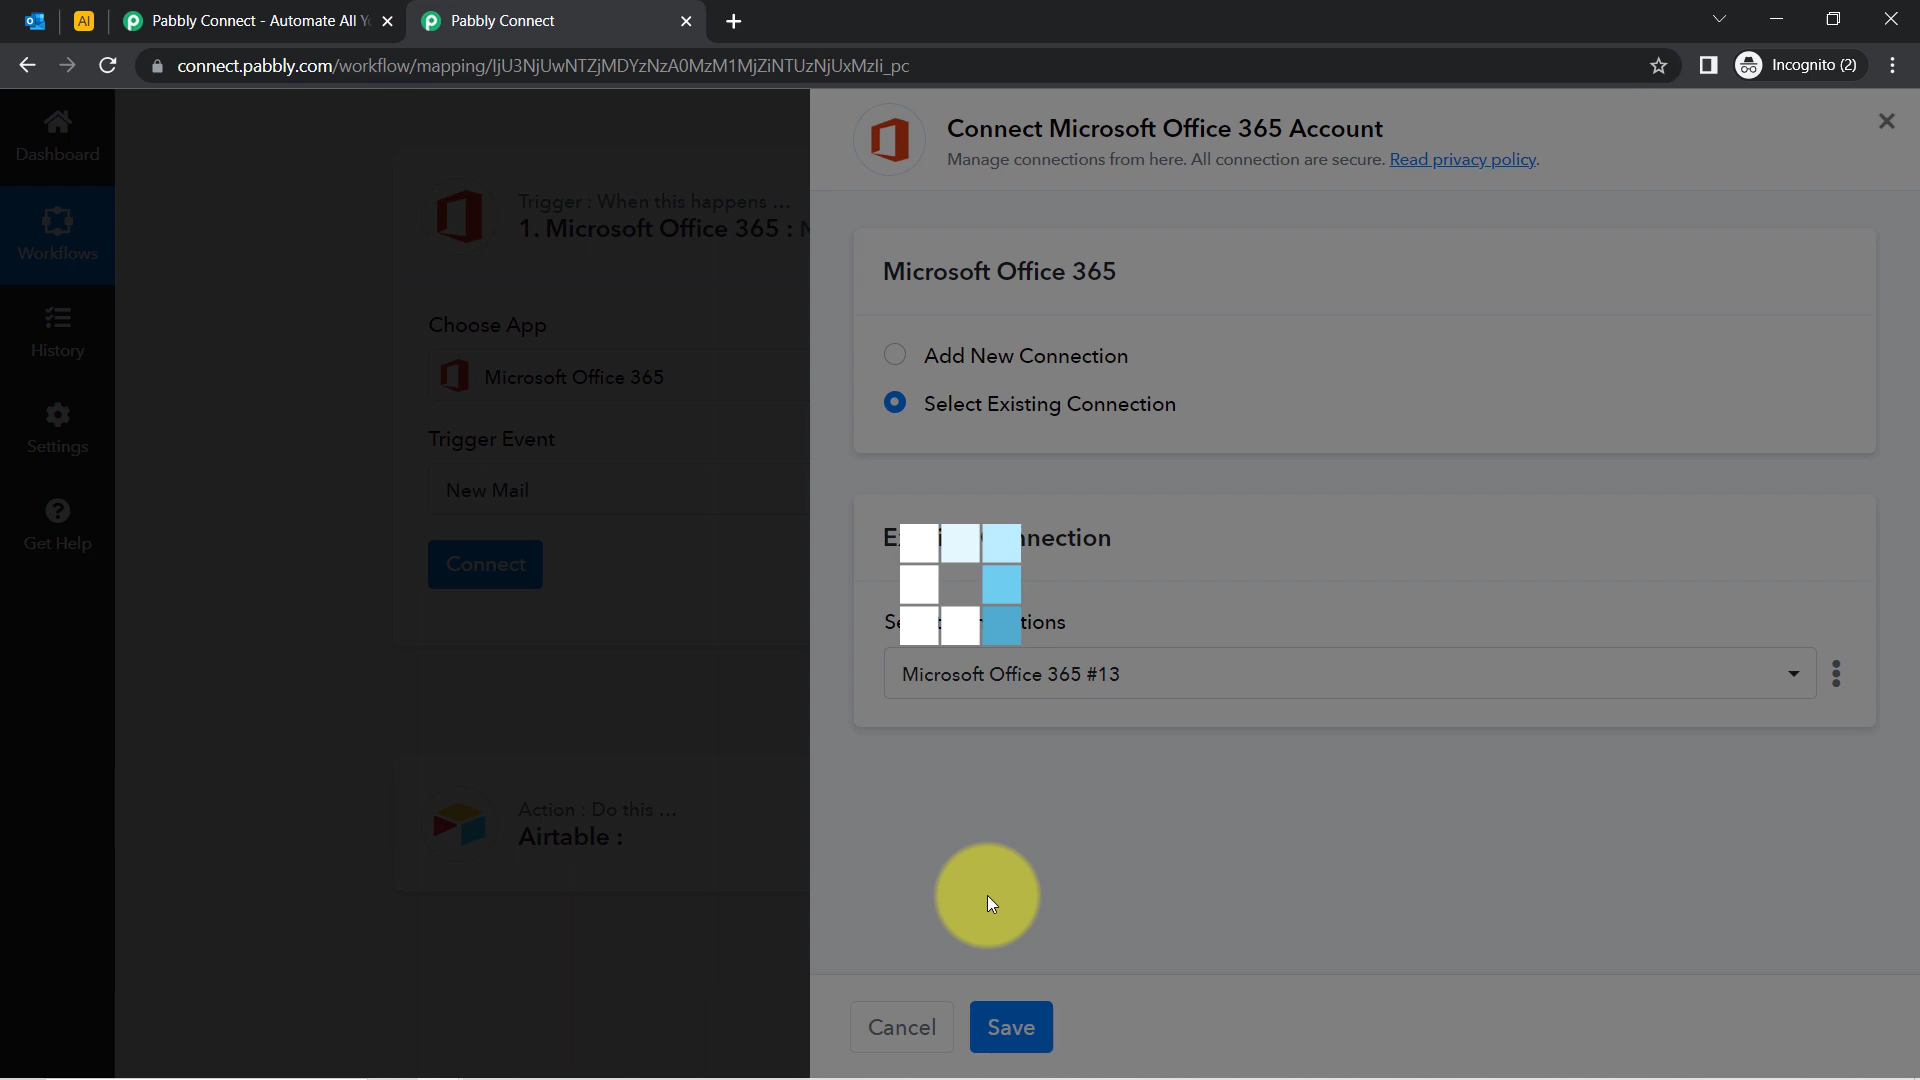 AI
Pabbly Connect - Automate All Y
Pabbly Connect
connect.pabbly.com/workflow/mapping/IjU3NjUwNTZjMDYzNzA0MzM1MjZiNTUzNjUxMzIi_pc
Incognito (2)
Dashboard
Workflows
History
Settings
Get Help
Trigger : When this happens ...
1. Microsoft Office 365 :
Choose App
Microsoft Office 365
Trigger Event
New Mail
Connect
Action : Do this ...
Airtable :
Connect Microsoft Office 365 Account
Manage connections from here. All connection are secure. Read privacy policy.
Microsoft Office 365
Add New Connection
Select Existing Connection
Microsoft Office 365 #13
Cancel
Save